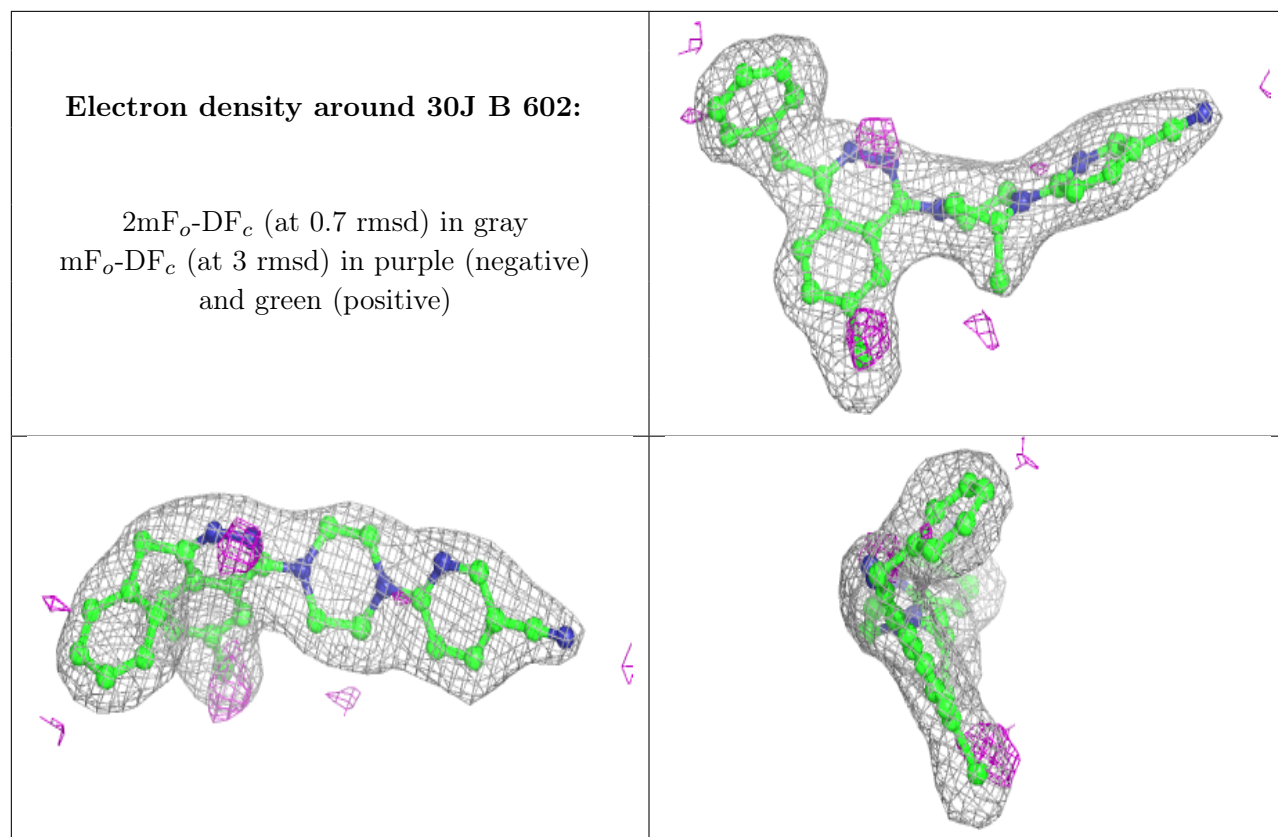 Electron density around 30J B 602:
2mFₒ-DF𝒸 (at 0.7 rmsd) in gray
mFₒ-DF𝒸 (at 3 rmsd) in purple (negative)
and green (positive)